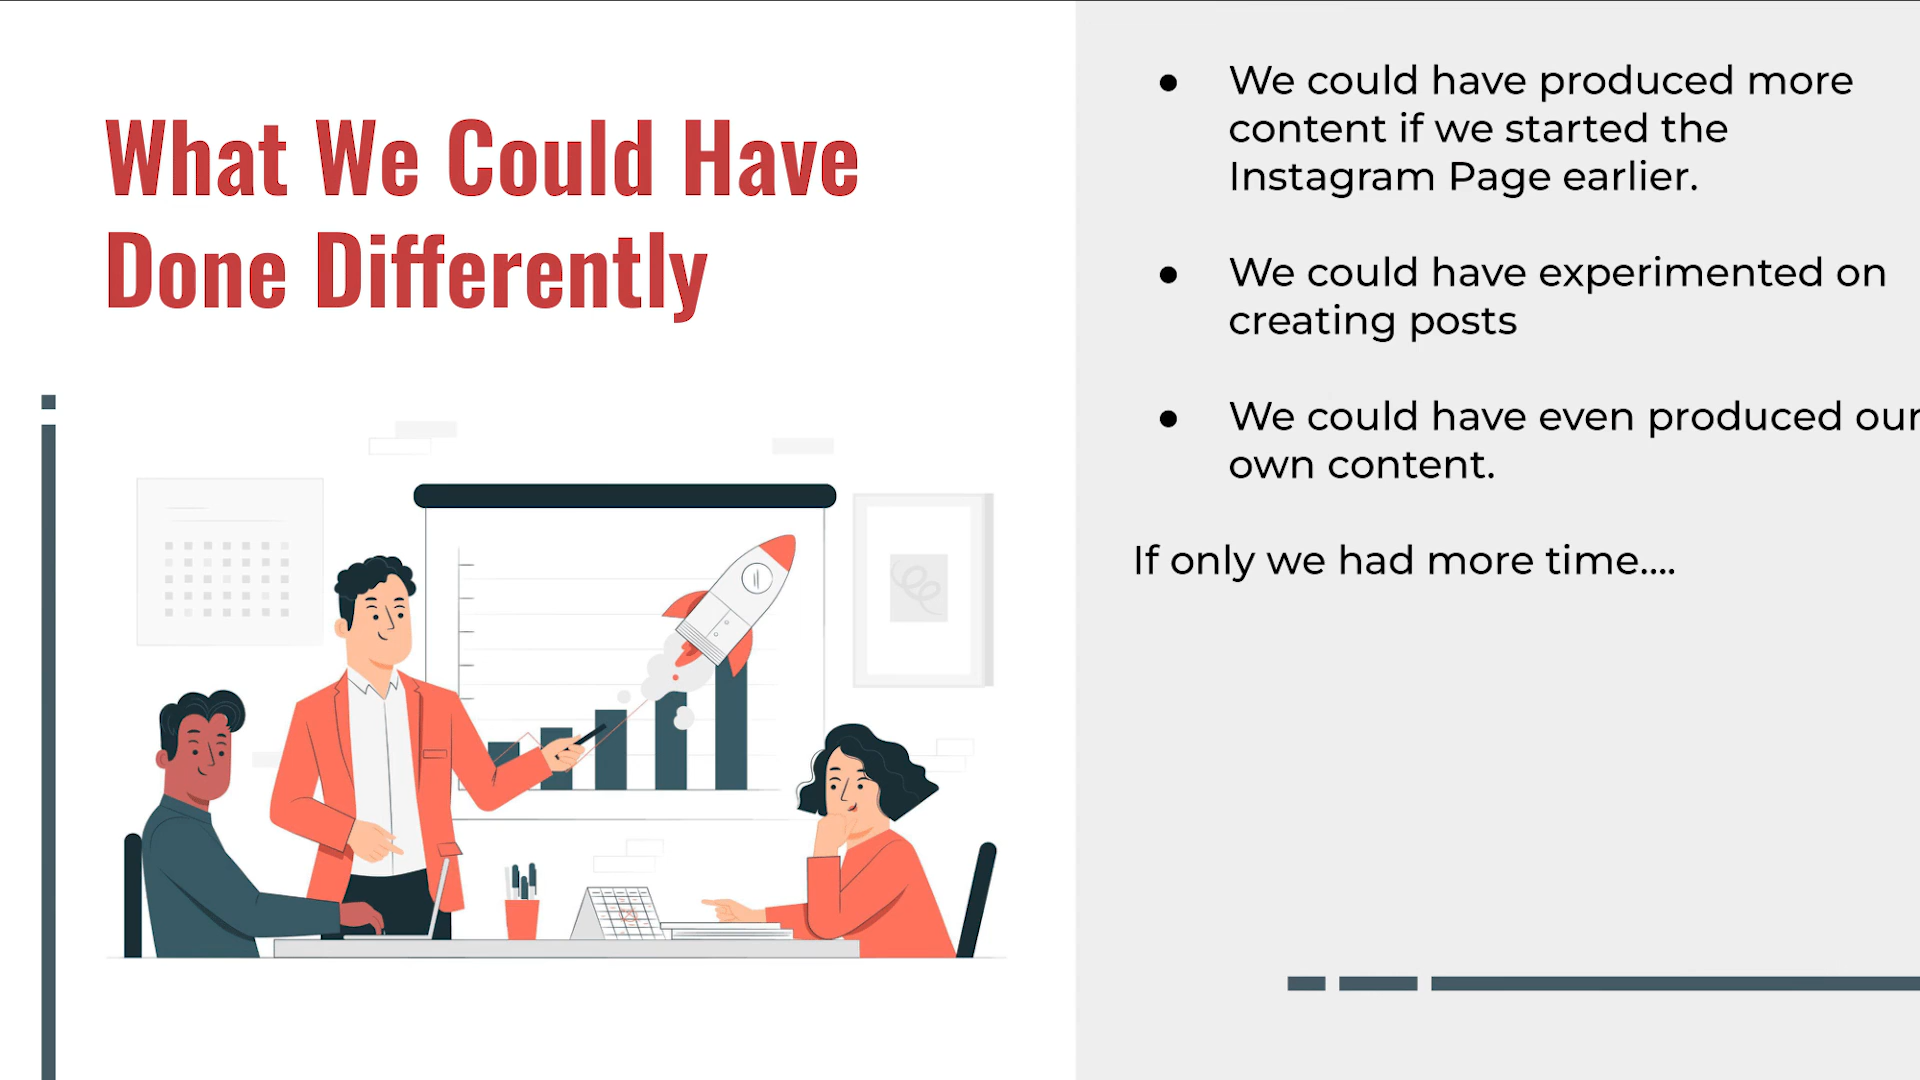 What We Could Have
Done Differently
● We could have produced more
content if we started the
Instagram Page earlier.
● We could have experimented on
creating posts
● We could have even produced our
own content.
If only we had more time....